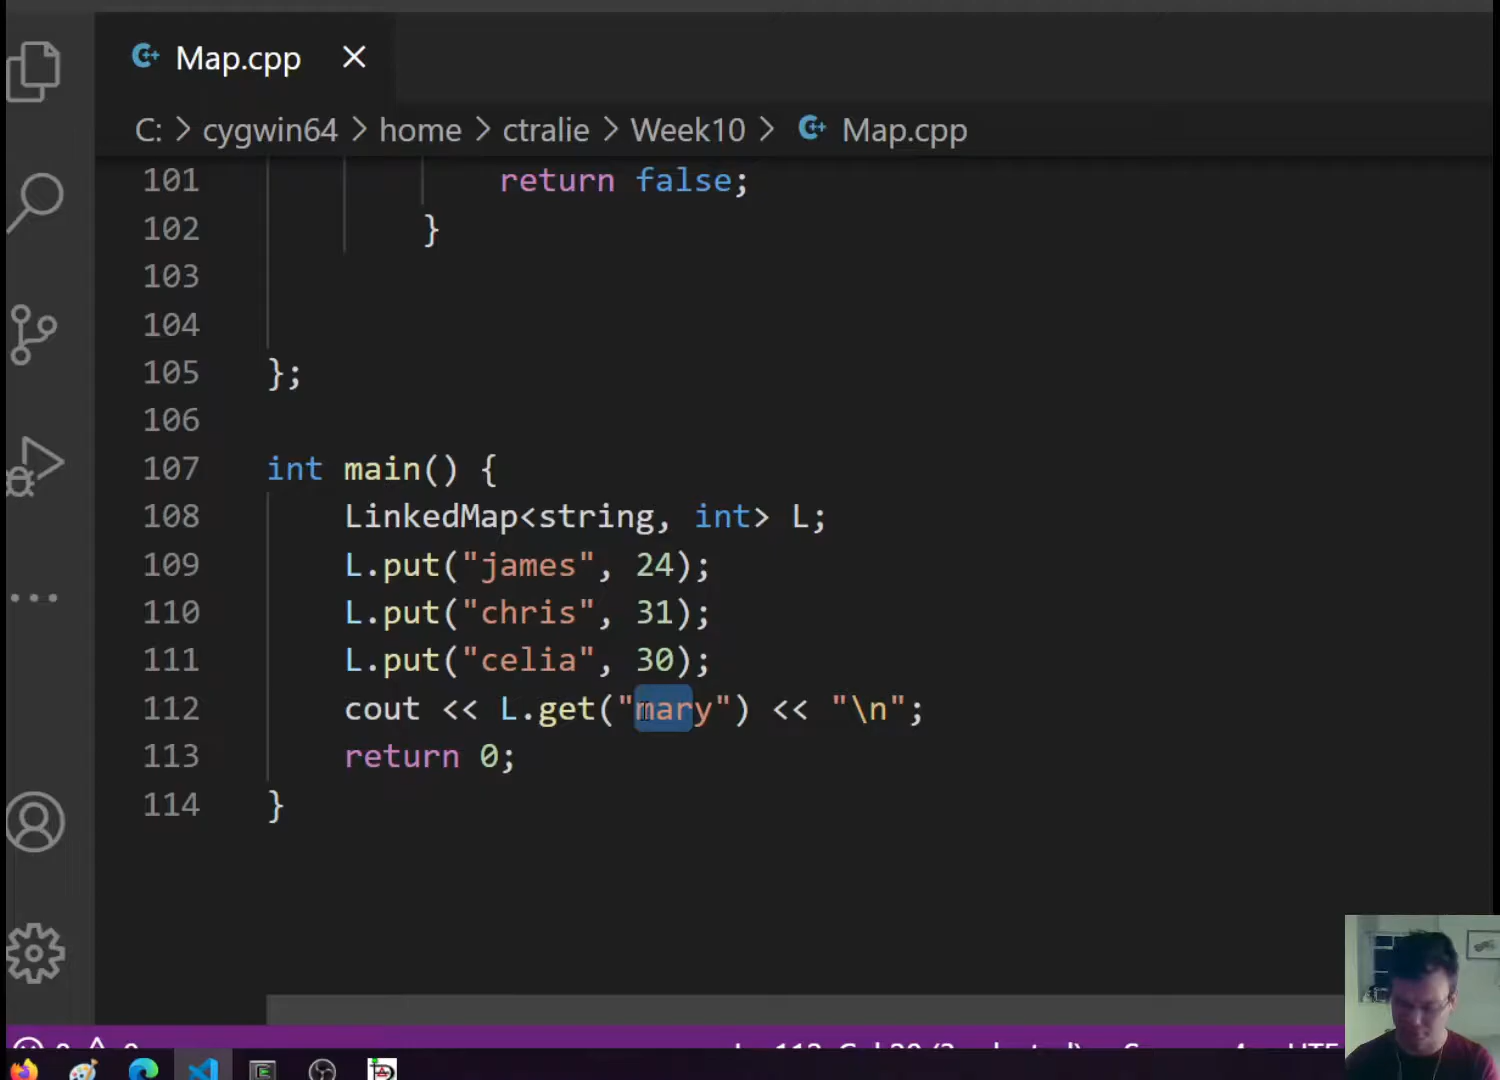 Map.cpp
C: > cygwin64 > home > ctralie > Week10 > Map.cpp
101 return false;
102 }
103
104
105 };
106
107 int main() {
108 LinkedMap<string, int> L;
109 L.put("james", 24);
110 L.put("chris", 31);
111 L.put("celia", 30);
112 cout << L.get("mary") << "\n";
113 return 0;
114 }